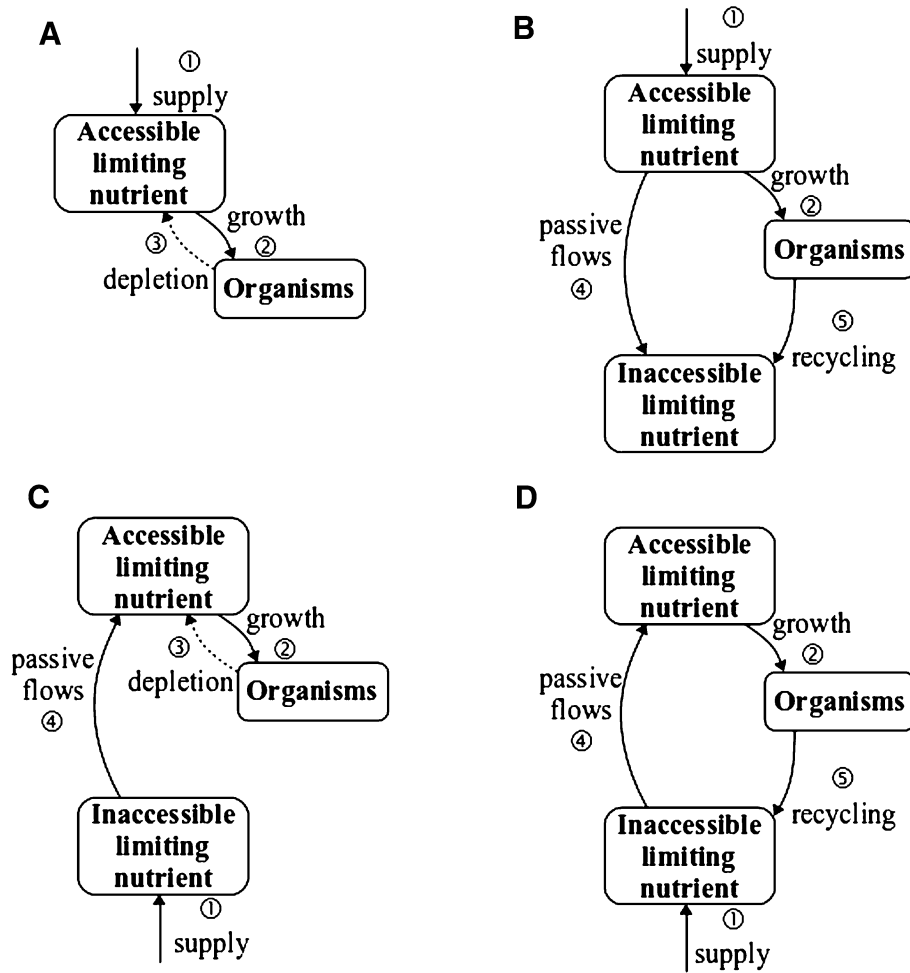 A
①
supply
Accessible
limiting
nutrient
growth
③
②
depletion
Organisms
B
①
supply
Accessible
limiting
nutrient
growth
②
passive
flows
④
Organisms
⑤
recycling
Inaccessible
limiting
nutrient
C
Accessible
limiting
nutrient
growth
③
②
passive
flows
④
depletion
Organisms
Inaccessible
limiting
nutrient
①
supply
D
Accessible
limiting
nutrient
growth
②
passive
flows
④
Organisms
⑤
recycling
Inaccessible
limiting
nutrient
①
supply